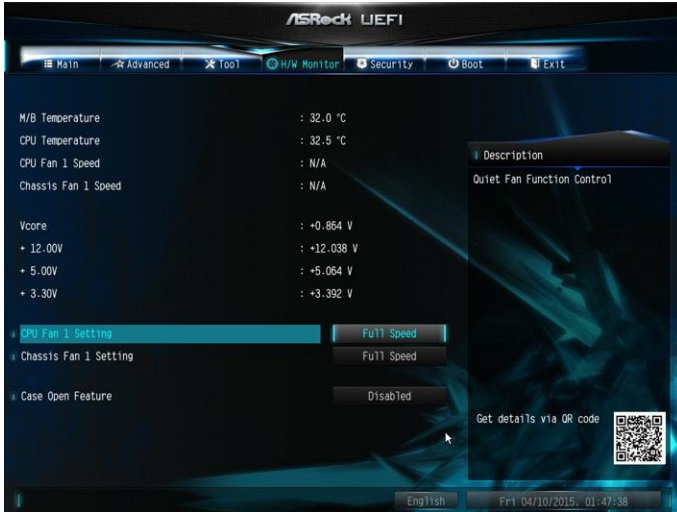 ASRock UEFI
Main Advanced Tool H/W Monitor Security Boot Exit
M/B Temperature : 32.0 °C
CPU Temperature : 32.5 °C
CPU Fan 1 Speed : N/A
Chassis Fan 1 Speed : N/A
Vcore : +0.864 V
+ 12.00V : +12.038 V
+ 5.00V : +5.064 V
+ 3.30V : +3.392 V
CPU Fan 1 Setting Full Speed
Chassis Fan 1 Setting Full Speed
Case Open Feature Disabled
Description
Quiet Fan Function Control
Get details via QR code
English Fri 04/10/2015. 01:47:38